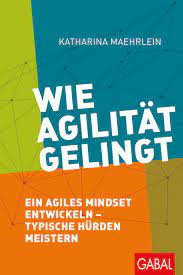 KATHARINA MAEHRLEIN
WIE
AGILITÄT
GELINGT
EIN AGILES MINDSET
ENTWICKELN –
TYPISCHE HÜRDEN
MEISTERN
GABAL